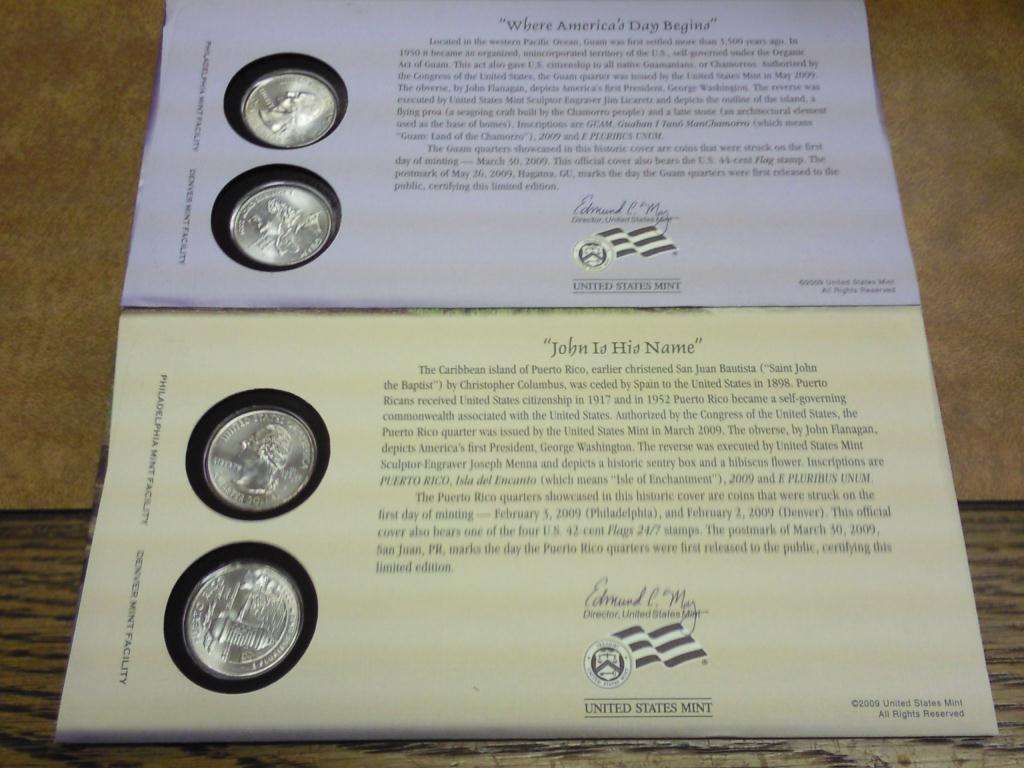 "Where America's Day Begins"
Located in the western Pacific Ocean, Guam was first settled more than 3,500 years ago. In
1950 it became an organized, unincorporated territory of the U.S., self-governed under the Organic
Act of Guam. This act also gave U.S. citizenship to all native Guamanians, or Chamorros. Authorized by
the Congress of the United States, the Guam quarter was issued by the United States Mint in May 2009.
The obverse, by John Flanagan, depicts America's first President, George Washington. The reverse was
executed by United States Mint Sculptor-Engraver Jim Licaretz and depicts the outline of the island, a
flying proa (a seagoing craft built by the Chamorro people) and a latte stone (an architectural element
used as the base of homes). Inscriptions are GUAM, Guahan I Tanó ManChamorro (which means
"Guam: Land of the Chamorro"), 2009 and E PLURIBUS UNUM.
The Guam quarters showcased in this historic cover are coins that were struck on the first
day of minting — March 30, 2009. This official cover also bears the U.S. 44-cent Flag stamp. The
postmark of May 26, 2009, Hagatna, GU, marks the day the Guam quarters were first released to the
public, certifying this limited edition.
Edmund C. Moy
Director, United States Mint
UNITED STATES MINT
©2009 United States Mint
All Rights Reserved
PHILADELPHIA MINT FACILITY
DENVER MINT FACILITY
"John Is His Name"
The Caribbean island of Puerto Rico, earlier christened San Juan Bautista ("Saint John
the Baptist") by Christopher Columbus, was ceded by Spain to the United States in 1898. Puerto
Ricans received United States citizenship in 1917 and in 1952 Puerto Rico became a self-governing
commonwealth associated with the United States. Authorized by the Congress of the United States, the
Puerto Rico quarter was issued by the United States Mint in March 2009. The obverse, by John Flanagan,
depicts America's first President, George Washington. The reverse was executed by United States Mint
Sculptor-Engraver Joseph Menna and depicts a historic sentry box and a hibiscus flower. Inscriptions are
PUERTO RICO, Isla del Encanto (which means "Isle of Enchantment"), 2009 and E PLURIBUS UNUM.
The Puerto Rico quarters showcased in this historic cover are coins that were struck on the
first day of minting — February 3, 2009 (Philadelphia), and February 2, 2009 (Denver). This official
cover also bears one of the four U.S. 42-cent Flags 24/7 stamps. The postmark of March 30, 2009,
San Juan, PR, marks the day the Puerto Rico quarters were first released to the public, certifying this
limited edition.
Edmund C. Moy
Director, United States Mint
UNITED STATES MINT
©2009 United States Mint
All Rights Reserved
PHILADELPHIA MINT FACILITY
DENVER MINT FACILITY